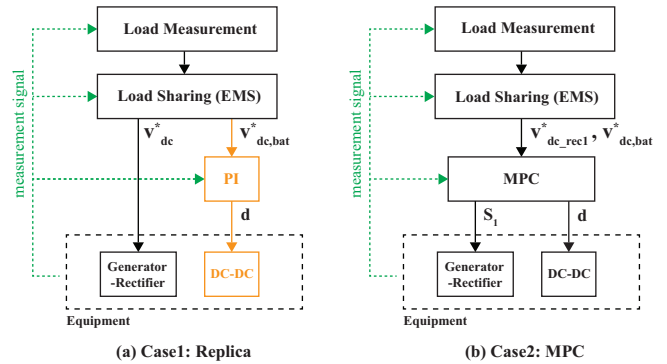 Load Measurement
measurement signal
Load Sharing (EMS)
v*dc
v*dc,bat
PI
d
Generator
-Rectifier
DC-DC
Equipment
(a) Case1: Replica
Load Measurement
measurement signal
Load Sharing (EMS)
v*dc_rec1 , v*dc,bat
MPC
S1
d
Generator
-Rectifier
DC-DC
Equipment
(b) Case2: MPC